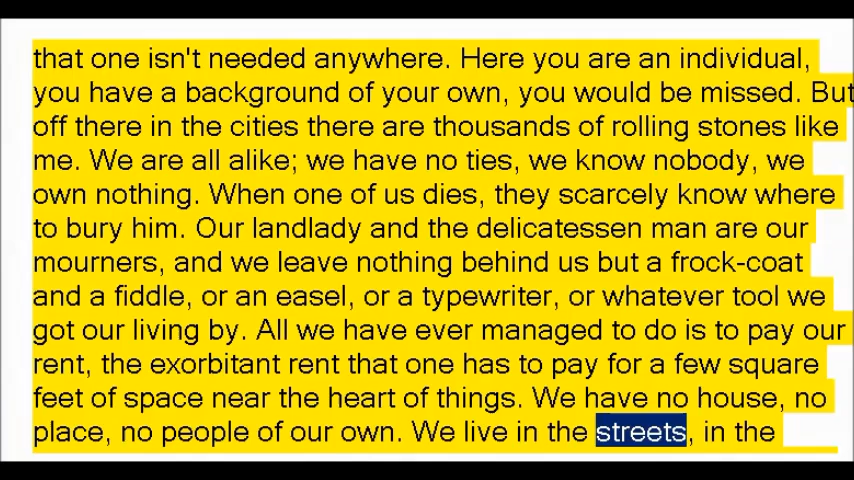 that one isn't needed anywhere. Here you are an individual,
you have a background of your own, you would be missed. But
off there in the cities there are thousands of rolling stones like
me. We are all alike; we have no ties, we know nobody, we
own nothing. When one of us dies, they scarcely know where
to bury him. Our landlady and the delicatessen man are our
mourners, and we leave nothing behind us but a frock-coat
and a fiddle, or an easel, or a typewriter, or whatever tool we
got our living by. All we have ever managed to do is to pay our
rent, the exorbitant rent that one has to pay for a few square
feet of space near the heart of things. We have no house, no
place, no people of our own. We live in the streets, in the